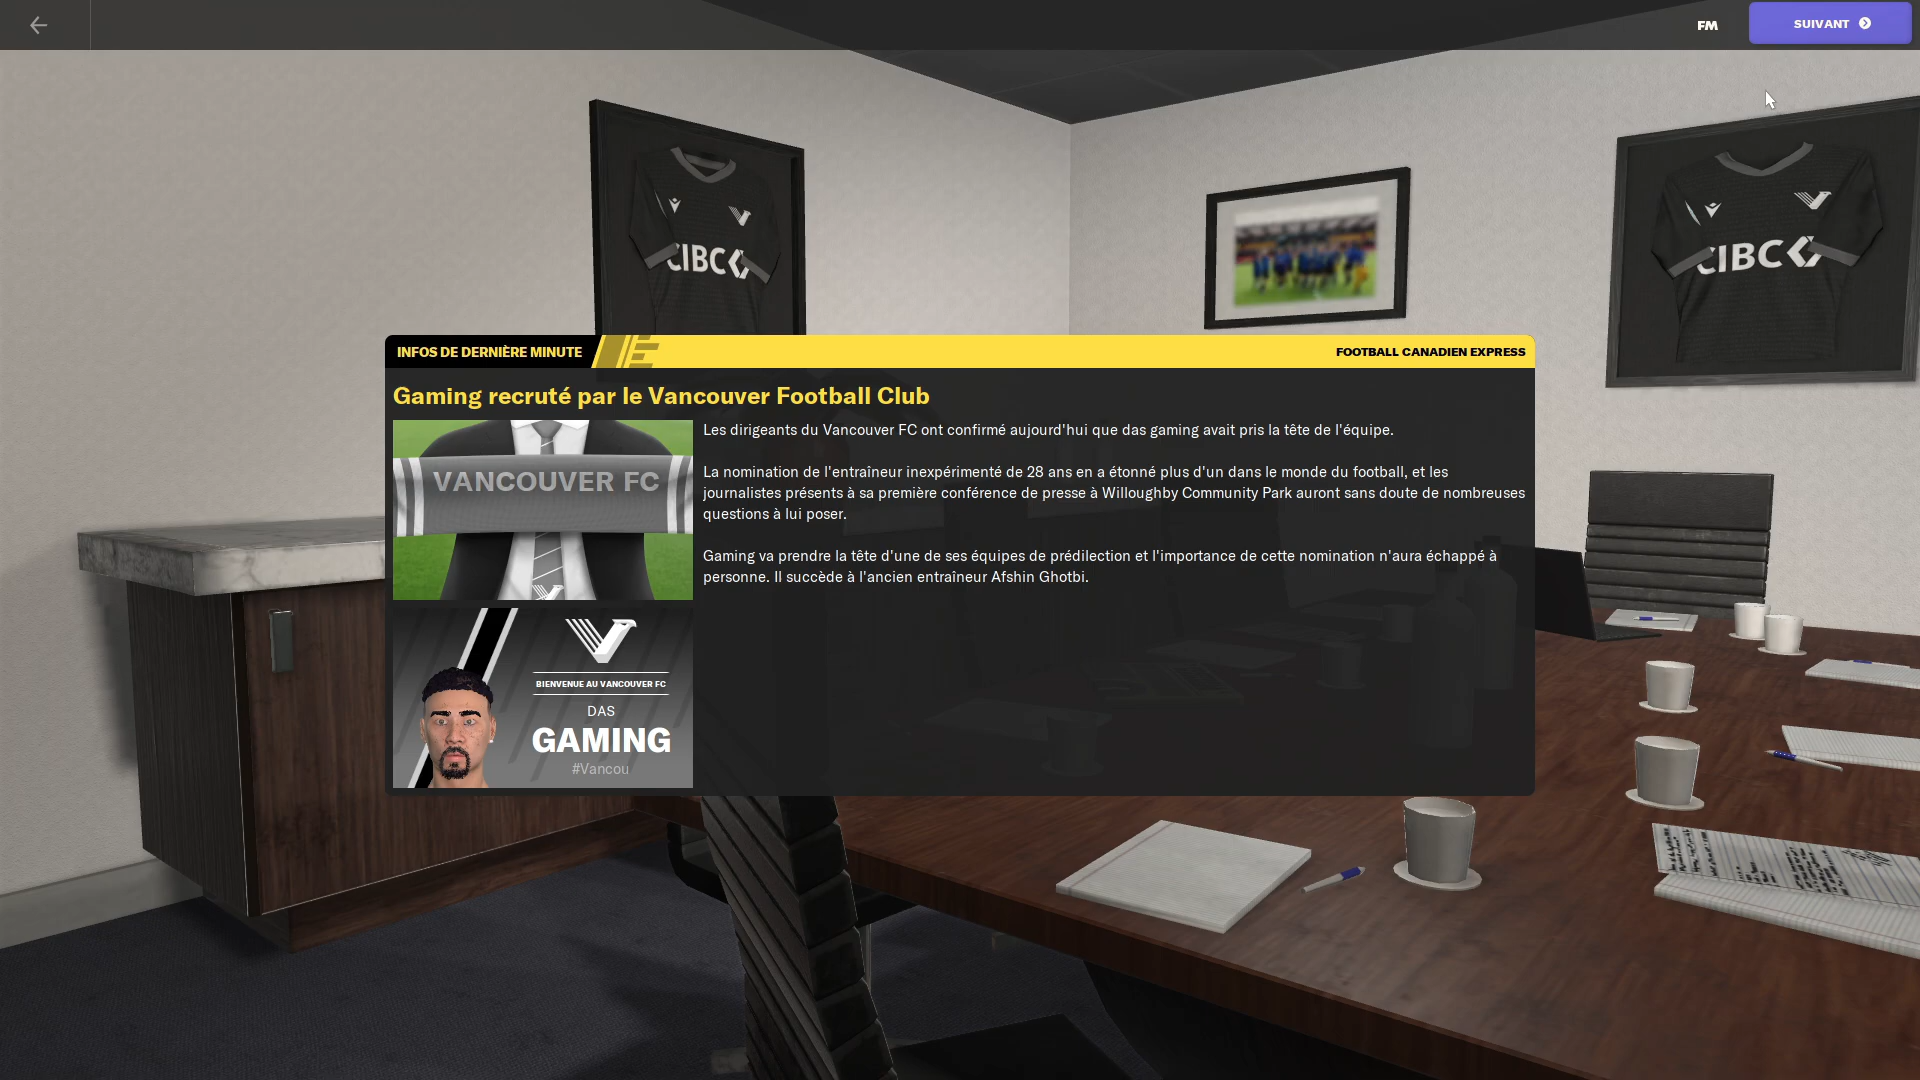 FM
SUIVANT
CIBC
CIBC
INFOS DE DERNIÈRE MINUTE
FOOTBALL CANADIEN EXPRESS
Gaming recruté par le Vancouver Football Club
VANCOUVER FC
Les dirigeants du Vancouver FC ont confirmé aujourd'hui que das gaming avait pris la tête de l'équipe.
La nomination de l'entraîneur inexpérimenté de 28 ans en a étonné plus d'un dans le monde du football, et les
journalistes présents à sa première conférence de presse à Willoughby Community Park auront sans doute de nombreuses
questions à lui poser.
Gaming va prendre la tête d'une de ses équipes de prédilection et l'importance de cette nomination n'aura échappé à
personne. Il succède à l'ancien entraîneur Afshin Ghotbi.
BIENVENUE AU VANCOUVER FC
DAS
GAMING
#Vancou